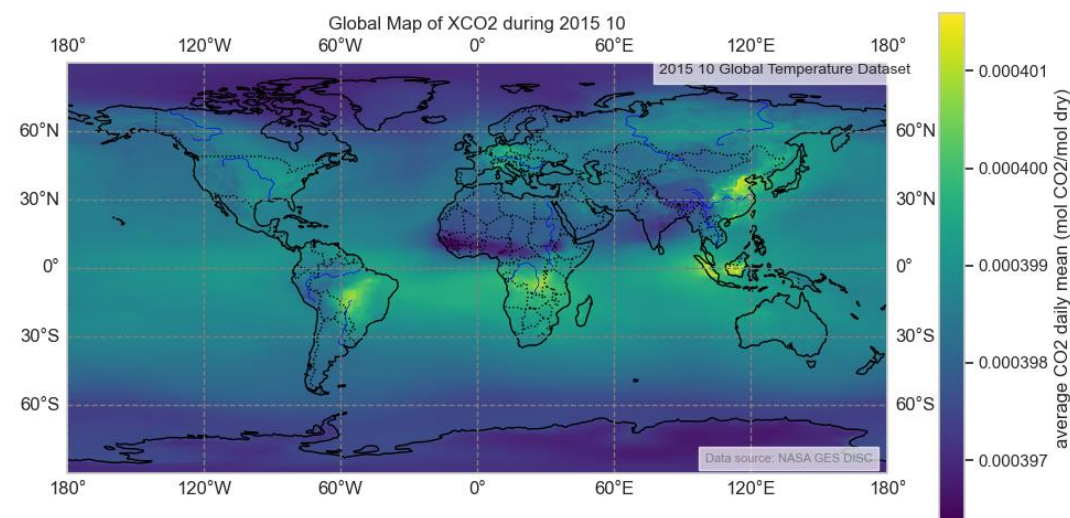 Global Map of XCO2 during 2015 10
180° 120°W 60°W 0° 60°E 120°E 180°
2015 10 Global Temperature Dataset
60°N 60°N
30°N 30°N
0° 0°
30°S 30°S
60°S 60°S
Data source: NASA GES DISC
180° 120°W 60°W 0° 60°E 120°E 180°
0.000401
0.000400
0.000399
0.000398
0.000397
average CO2 daily mean (mol CO2/mol dry)